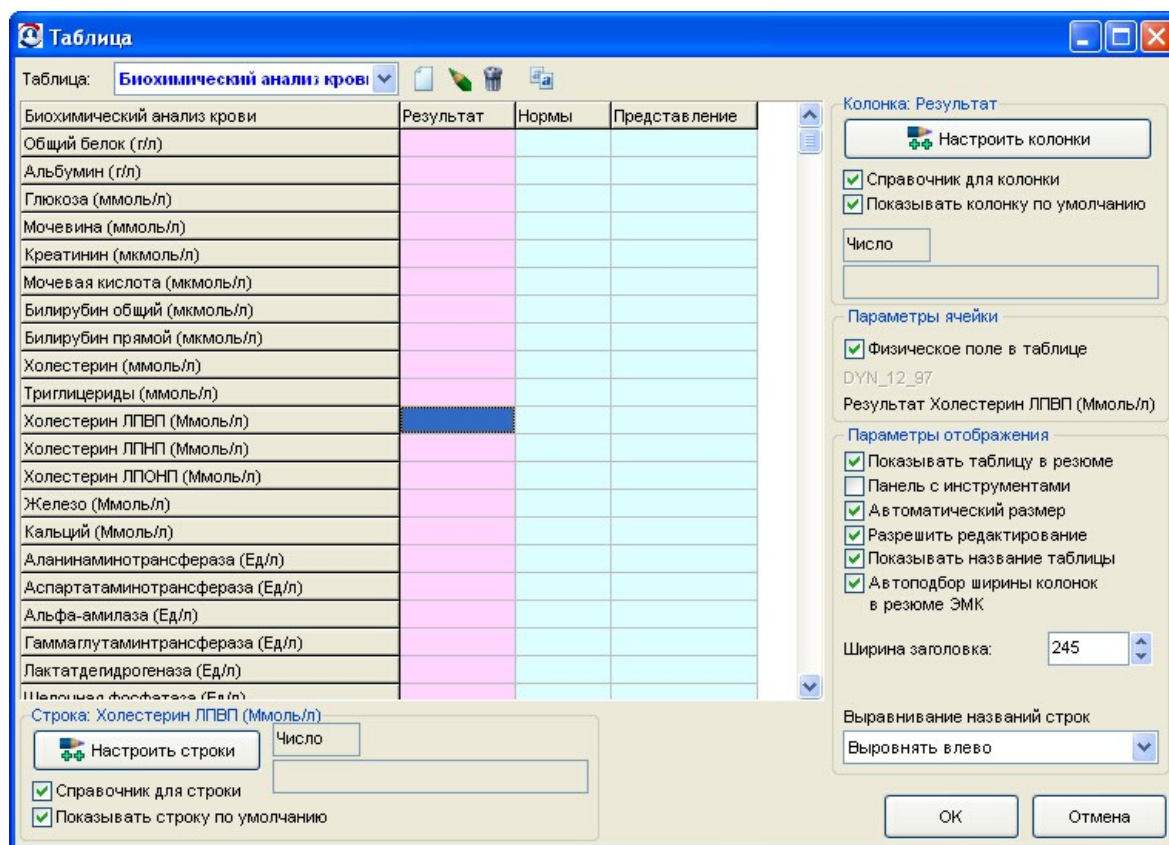 Таблица
Таблица: Биохимический анализ крови
Биохимический анализ крови Результат Нормы Представление
Общий белок (г/л)
Альбумин (г/л)
Глюкоза (ммоль/л)
Мочевина (ммоль/л)
Креатинин (мкмоль/л)
Мочевая кислота (мкмоль/л)
Билирубин общий (мкмоль/л)
Билирубин прямой (мкмоль/л)
Холестерин (ммоль/л)
Триглицериды (ммоль/л)
Холестерин ЛПВП (Ммоль/л)
Холестерин ЛПНП (Ммоль/л)
Холестерин ЛПОНП (Ммоль/л)
Железо (Ммоль/л)
Кальций (Ммоль/л)
Аланинаминотрансфераза (Ед/л)
Аспартатаминотрансфераза (Ед/л)
Альфа-амилаза (Ед/л)
Гаммаглутаминтрансфераза (Ед/л)
Лактатдегидрогеназа (Ед/л)
Щелочная фосфатаза (Ед/л)
Строка: Холестерин ЛПВП (Ммоль/л)
Настроить строки
Число
Справочник для строки
Показывать строку по умолчанию
Колонка: Результат
Настроить колонки
Справочник для колонки
Показывать колонку по умолчанию
Число
Параметры ячейки
Физическое поле в таблице
DYN_12_97
Результат Холестерин ЛПВП (Ммоль/л)
Параметры отображения
Показывать таблицу в резюме
Панель с инструментами
Автоматический размер
Разрешить редактирование
Показывать название таблицы
Автоподбор ширины колонок
в резюме ЭМК
Ширина заголовка: 245
Выравнивание названий строк
Выровнять влево
ОК Отмена